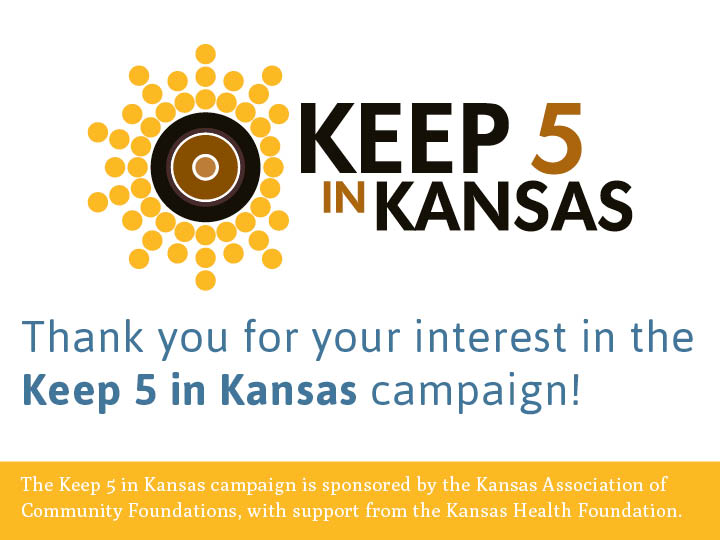 KEEP 5
IN KANSAS
Thank you for your interest in the
Keep 5 in Kansas campaign!
The Keep 5 in Kansas campaign is sponsored by the Kansas Association of
Community Foundations, with support from the Kansas Health Foundation.